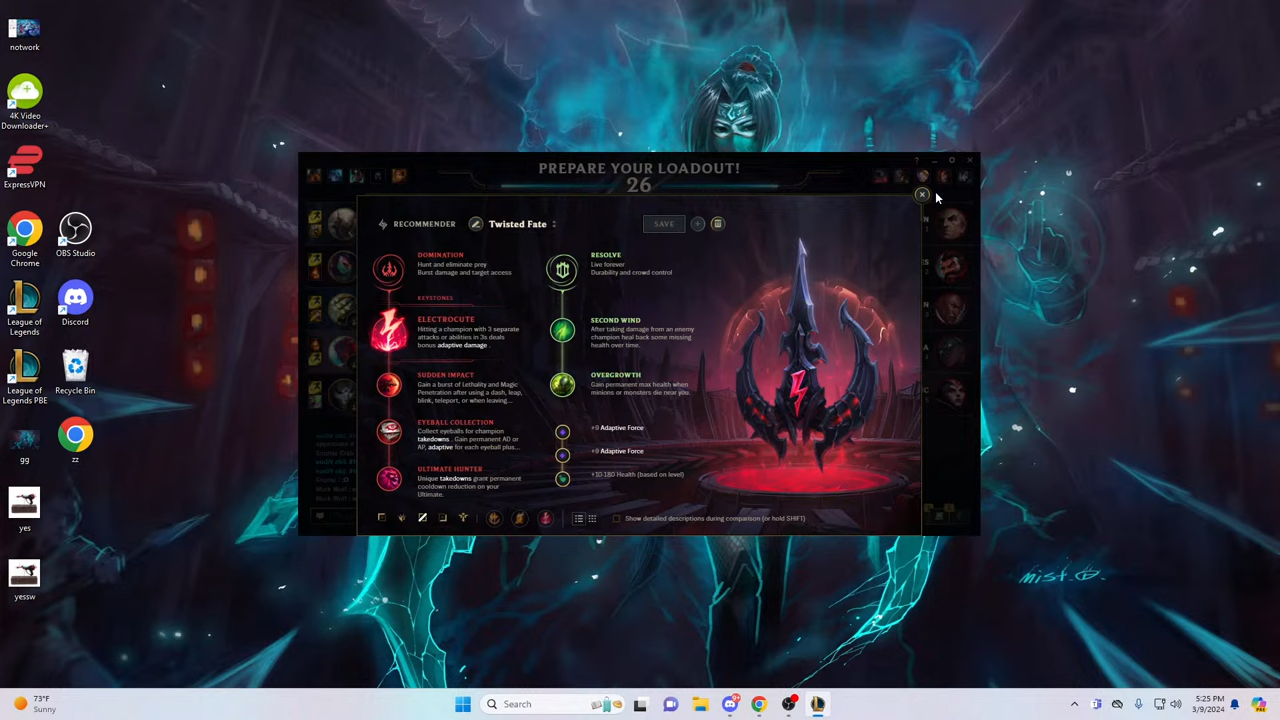 notwork
4K Video
Downloader+
ExpressVPN
Google
Chrome
OBS Studio
League of
Legends
Discord
League of
Legends PBE
Recycle Bin
gg
zz
yes
yessw
PREPARE YOUR LOADOUT!
26
RECOMMENDER
Twisted Fate
SAVE
DOMINATION
Hunt and eliminate prey
Burst damage and target access
KEYSTONES
ELECTROCUTE
Hitting a champion with 3 separate
attacks or abilities in 3s deals
bonus adaptive damage .
SUDDEN IMPACT
Gain a burst of Lethality and Magic
Penetration after using a dash, leap,
blink, teleport, or when leaving...
EYEBALL COLLECTION
Collect eyeballs for champion
takedowns . Gain permanent AD or
AP, adaptive for each eyeball plus...
ULTIMATE HUNTER
Unique takedowns grant permanent
cooldown reduction on your
Ultimate.
RESOLVE
Live forever
Durability and crowd control
SECOND WIND
After taking damage from an enemy
champion heal back some missing
health over time.
OVERGROWTH
Gain permanent max health when
minions or monsters die near you.
+9 Adaptive Force
+9 Adaptive Force
+10-180 Health (based on level)
Show detailed descriptions during comparison (or hold SHIFT)
73°F
Sunny
Search
9+
5:25 PM
3/9/2024